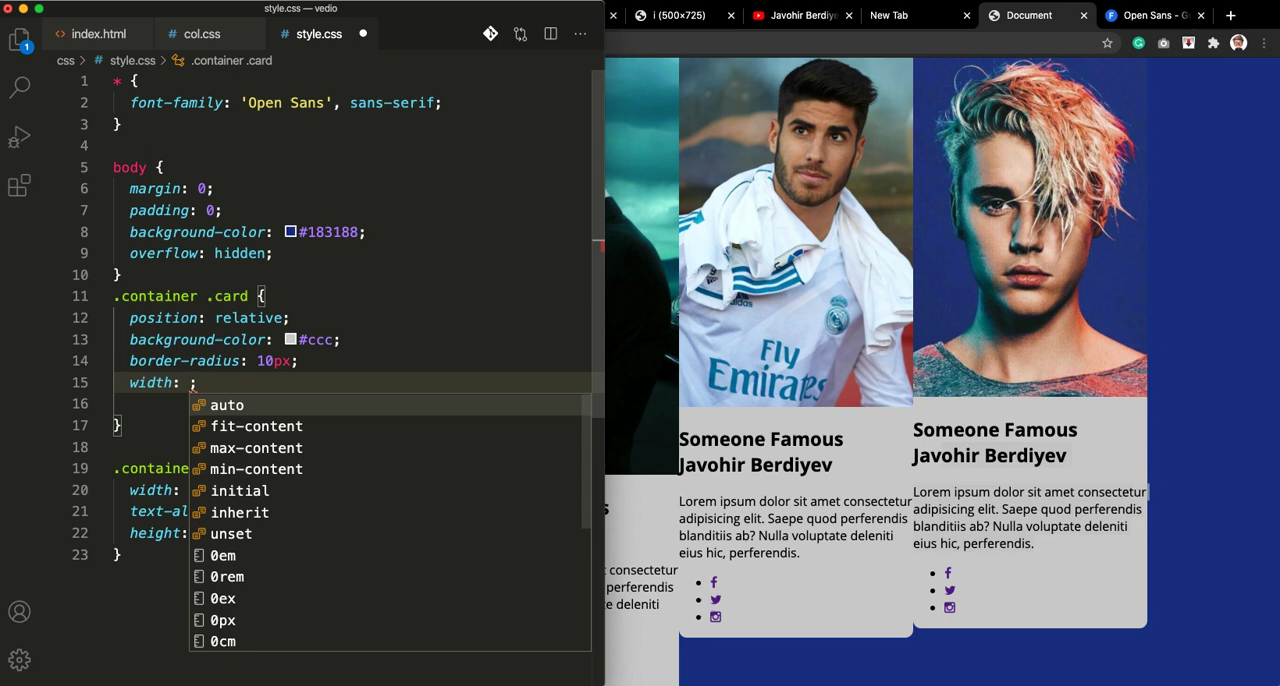 style.css — vedio
i (500×725)
Javohir Berdiye
New Tab
Document
Open Sans - G
<> index.html
# col.css
# style.css
1
css > # style.css > .container .card
1 * {
2 font-family: 'Open Sans', sans-serif;
3 }
4
5 body {
6 margin: 0;
7 padding: 0;
8 background-color: #183188;
9 overflow: hidden;
10 }
11 .container .card {
12 position: relative;
13 background-color: #ccc;
14 border-radius: 10px;
15 width: ;
16
17 }
18
19 .containe
20 width:
21 text-al
22 height:
23 }
auto
fit-content
max-content
min-content
initial
inherit
unset
0em
0rem
0ex
0px
0cm
s
t consectetur
perferendis
te deleniti
adidas
Fly
Emirates
Someone Famous
Javohir Berdiyev
Lorem ipsum dolor sit amet consectetur
adipisicing elit. Saepe quod perferendis
blanditiis ab? Nulla voluptate deleniti
eius hic, perferendis.
Someone Famous
Javohir Berdiyev
Lorem ipsum dolor sit amet consectetur
adipisicing elit. Saepe quod perferendis
blanditiis ab? Nulla voluptate deleniti
eius hic, perferendis.